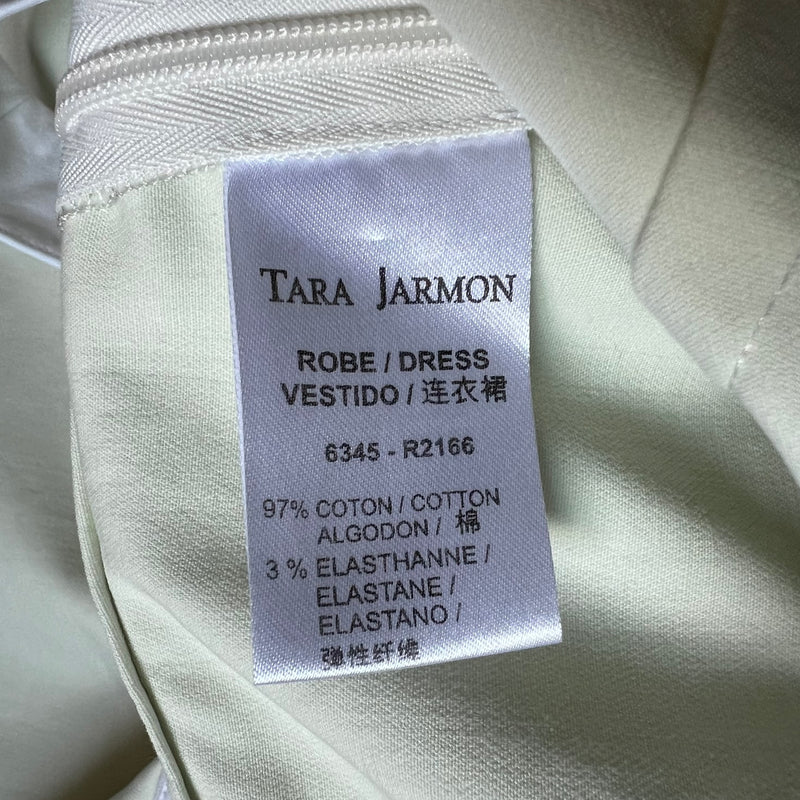 TARA JARMON
ROBE / DRESS
VESTIDO / 连衣裙
6345 - R2166
97% COTON / COTTON
ALGODON / 棉
3 % ELASTHANNE /
ELASTANE /
ELASTANO /
弹性纤维